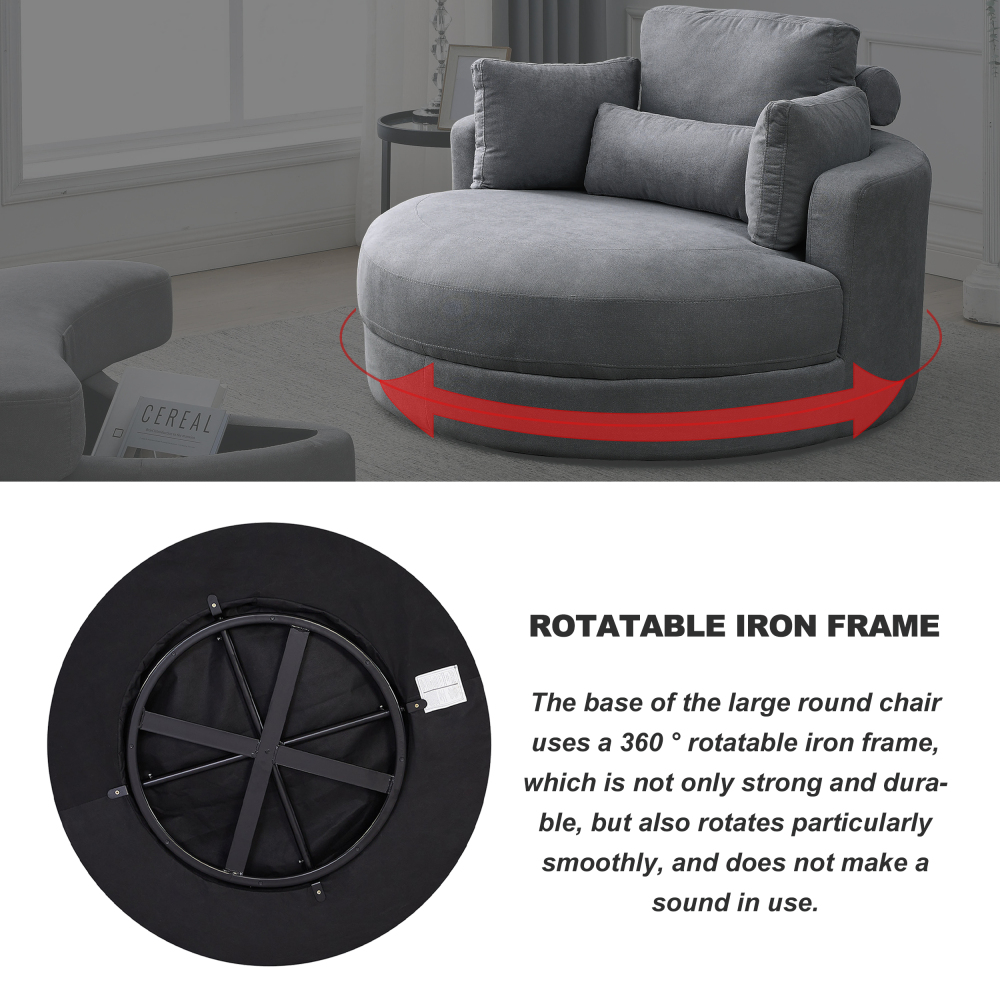 CEREAL
ROTATABLE IRON FRAME
The base of the large round chair
uses a 360 ° rotatable iron frame,
which is not only strong and dura-
ble, but also rotates particularly
smoothly, and does not make a
sound in use.